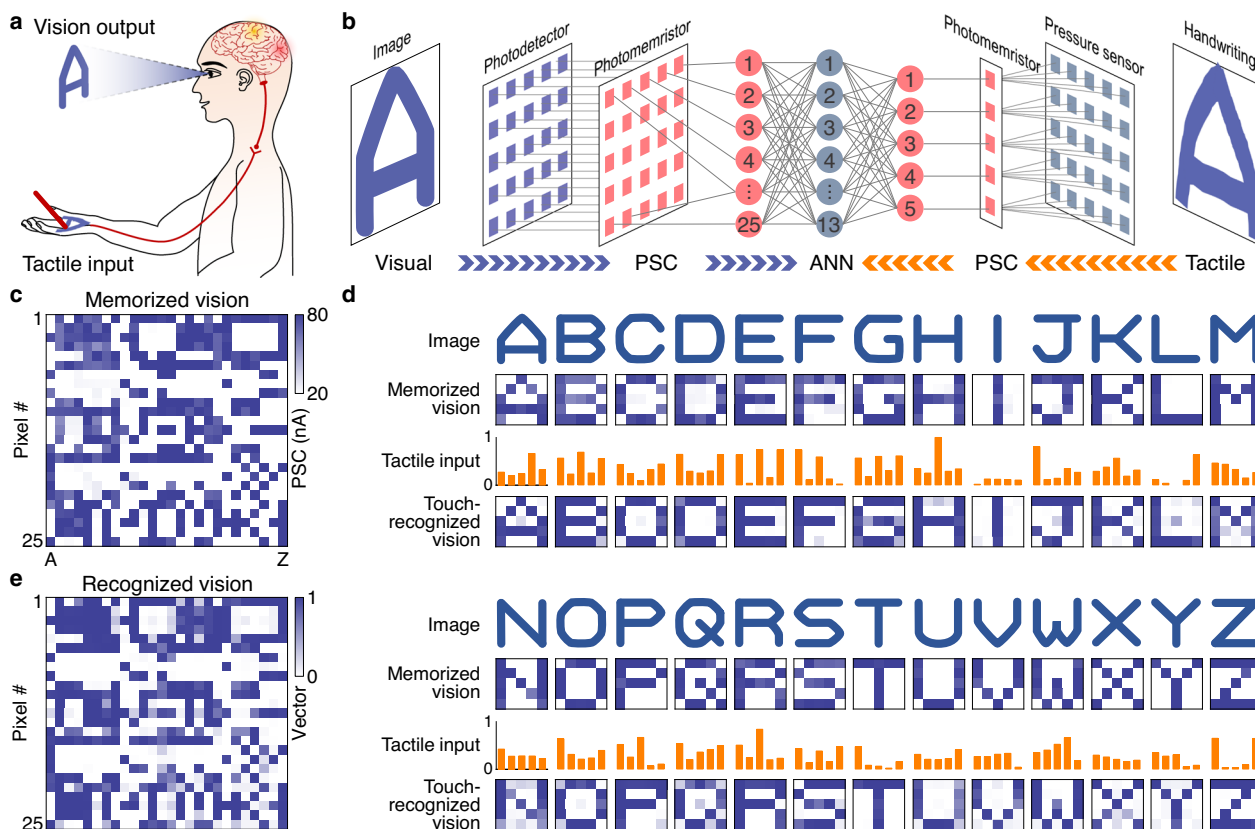 a
Vision output
Tactile input
b
Image
Photodetector
Photomemristor
1
2
3
4
⋮
25
1
2
3
4
⋮
13
1
2
3
4
5
Photomemristor
Pressure sensor
Handwriting
Visual
PSC
ANN
PSC
Tactile
c
Memorized vision
1
Pixel #
25
A
Z
80
20
PSC (nA)
d
Image
A B C D E F G H I J K L M
Memorized
vision
1
Tactile input
0
Touch-
recognized
vision
Image
N O P Q R S T U V W X Y Z
Memorized
vision
1
Tactile input
0
Touch-
recognized
vision
e
Recognized vision
1
Pixel #
25
1
0
Vector